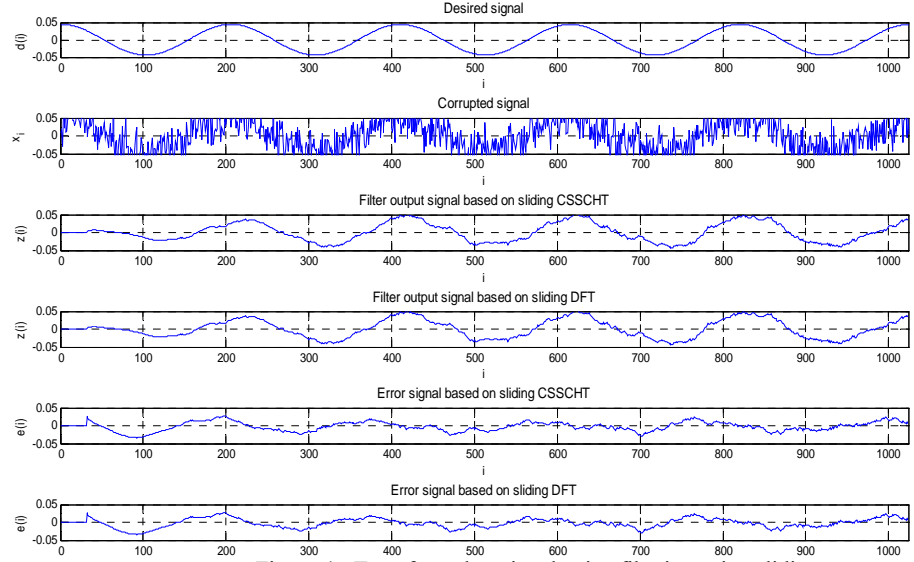 Desired signal
0.05
0
-0.05
d(i)
0 100 200 300 400 500 600 700 800 900 1000
i
Corrupted signal
0.05
0
-0.05
x i
0 100 200 300 400 500 600 700 800 900 1000
i
Filter output signal based on sliding CSSCHT
0.05
0
-0.05
z(i)
0 100 200 300 400 500 600 700 800 900 1000
i
Filter output signal based on sliding DFT
0.05
0
-0.05
z(i)
0 100 200 300 400 500 600 700 800 900 1000
Error signal based on sliding CSSCHT
0.05
0
-0.05
e(i)
0 100 200 300 400 500 600 700 800 900 1000
i
Error signal based on sliding DFT
0.05
0
-0.05
e(i)
0 100 200 300 400 500 600 700 800 900 1000